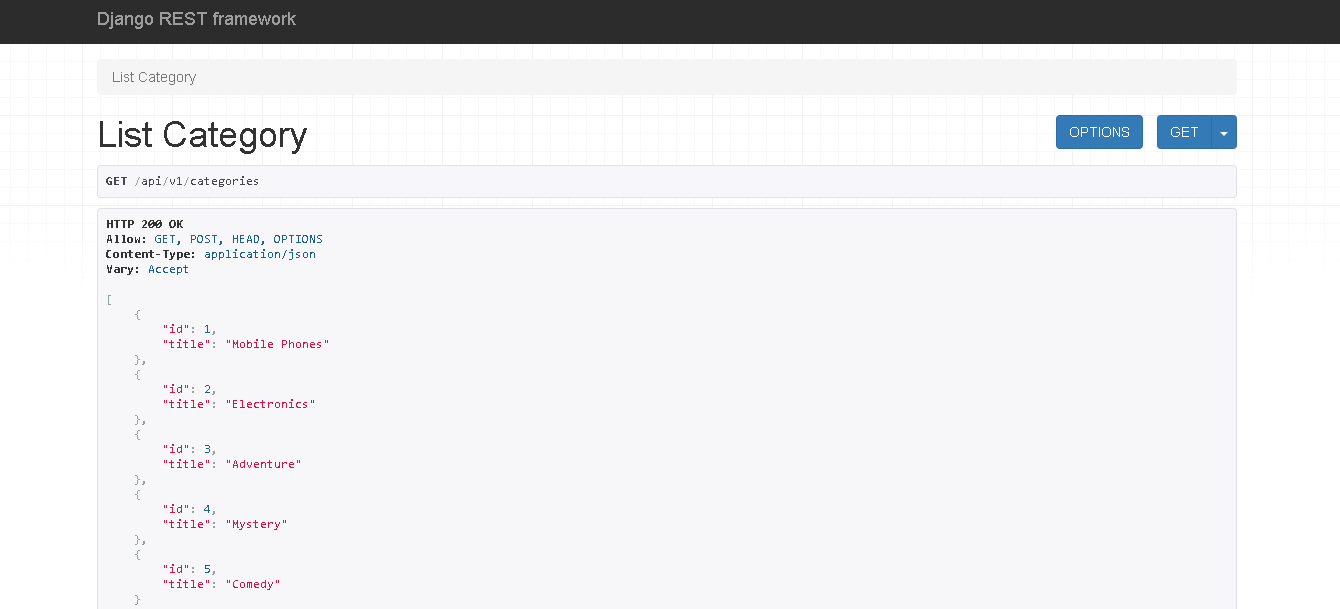 Django REST framework
List Category
List Category
OPTIONS
GET
GET /api/v1/categories
HTTP 200 OK
Allow: GET, POST, HEAD, OPTIONS
Content-Type: application/json
Vary: Accept
[
    {
        "id": 1,
        "title": "Mobile Phones"
    },
    {
        "id": 2,
        "title": "Electronics"
    },
    {
        "id": 3,
        "title": "Adventure"
    },
    {
        "id": 4,
        "title": "Mystery"
    },
    {
        "id": 5,
        "title": "Comedy"
    }